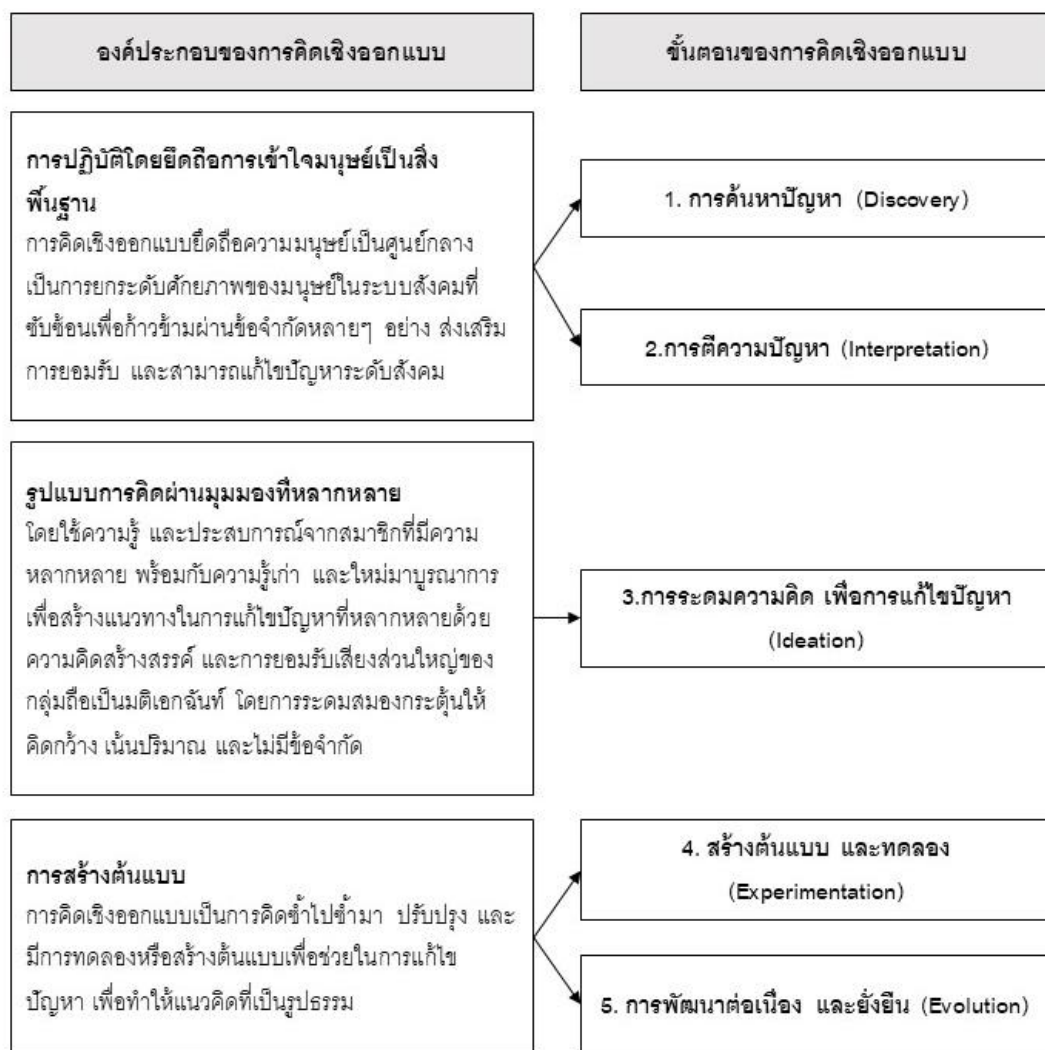 องค์ประกอบของการคิดเชิงออกแบบ
ขั้นตอนของการคิดเชิงออกแบบ
การปฏิบัติโดยยึดถือการเข้าใจมนุษย์เป็นสิ่ง
พื้นฐาน
การคิดเชิงออกแบบยึดถือความมนุษย์เป็นศูนย์กลาง
เป็นการยกระดับศักยภาพของมนุษย์ในระบบสังคมที่
ซับซ้อนเพื่อก้าวข้ามผ่านข้อจำกัดหลายๆ อย่าง ส่งเสริม
การยอมรับ และสามารถแก้ไขปัญหาระดับสังคม
1. การค้นหาปัญหา (Discovery)
2.การตีความปัญหา (Interpretation)
รูปแบบการคิดผ่านมุมมองที่หลากหลาย
โดยใช้ความรู้ และประสบการณ์จากสมาชิกที่มีความ
หลากหลาย พร้อมกับความรู้เก่า และใหม่มาบูรณาการ
เพื่อสร้างแนวทางในการแก้ไขปัญหาที่หลากหลายด้วย
ความคิดสร้างสรรค์ และการยอมรับเสียงส่วนใหญ่ของ
กลุ่มถือเป็นมติเอกฉันท์ โดยการระดมสมองกระตุ้นให้
คิดกว้าง เน้นปริมาณ และไม่มีข้อจำกัด
3.การระดมความคิด เพื่อการแก้ไขปัญหา
(Ideation)
การสร้างต้นแบบ
การคิดเชิงออกแบบเป็นการคิดซ้ำไปซ้ำมา ปรับปรุง และ
มีการทดลองหรือสร้างต้นแบบเพื่อช่วยในการแก้ไข
ปัญหา เพื่อทำให้แนวคิดที่เป็นรูปธรรม
4. สร้างต้นแบบ และทดลอง
(Experimentation)
5. การพัฒนาต่อเนื่อง และยั่งยืน (Evolution)